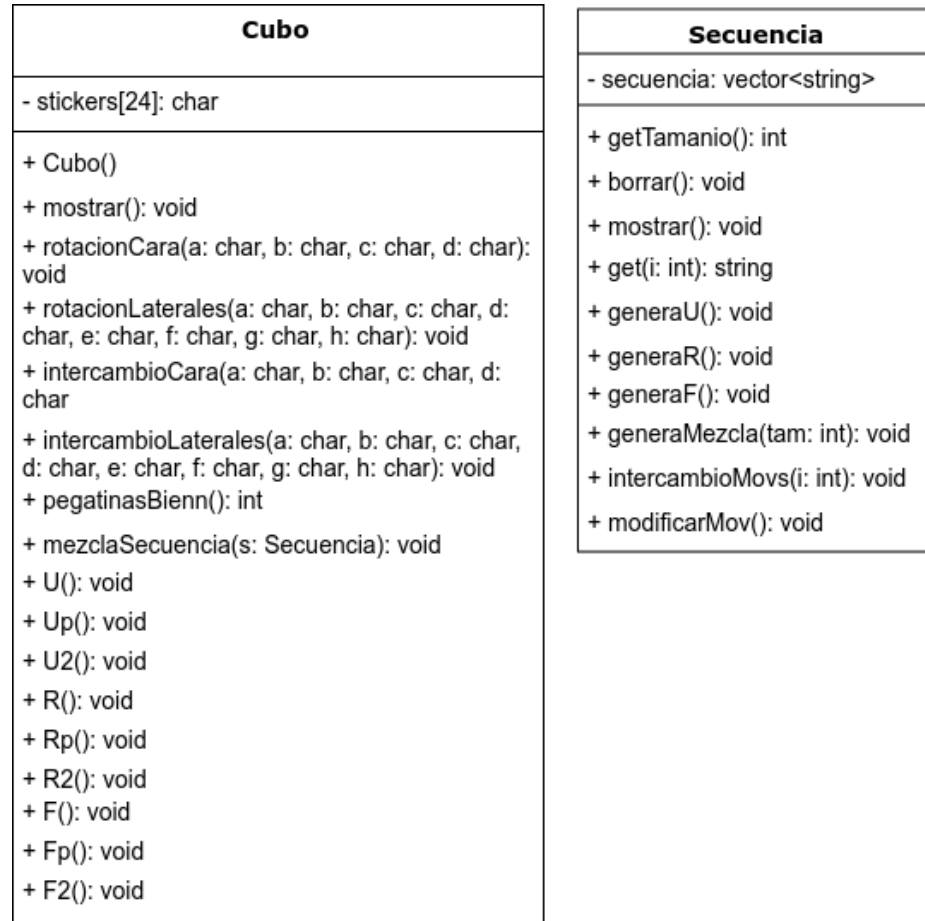 Cubo
- stickers[24]: char
+ Cubo()
+ mostrar(): void
+ rotacionCara(a: char, b: char, c: char, d: char):
void
+ rotacionLaterales(a: char, b: char, c: char, d:
char, e: char, f: char, g: char, h: char): void
+ intercambioCara(a: char, b: char, c: char, d:
char
+ intercambioLaterales(a: char, b: char, c: char,
d: char, e: char, f: char, g: char, h: char): void
+ pegatinasBienn(): int
+ mezclaSecuencia(s: Secuencia): void
+ U(): void
+ Up(): void
+ U2(): void
+ R(): void
+ Rp(): void
+ R2(): void
+ F(): void
+ Fp(): void
+ F2(): void
Secuencia
- secuencia: vector<string>
+ getTamanio(): int
+ borrar(): void
+ mostrar(): void
+ get(i: int): string
+ generaU(): void
+ generaR(): void
+ generaF(): void
+ generaMezcla(tam: int): void
+ intercambioMovs(i: int): void
+ modificarMov(): void